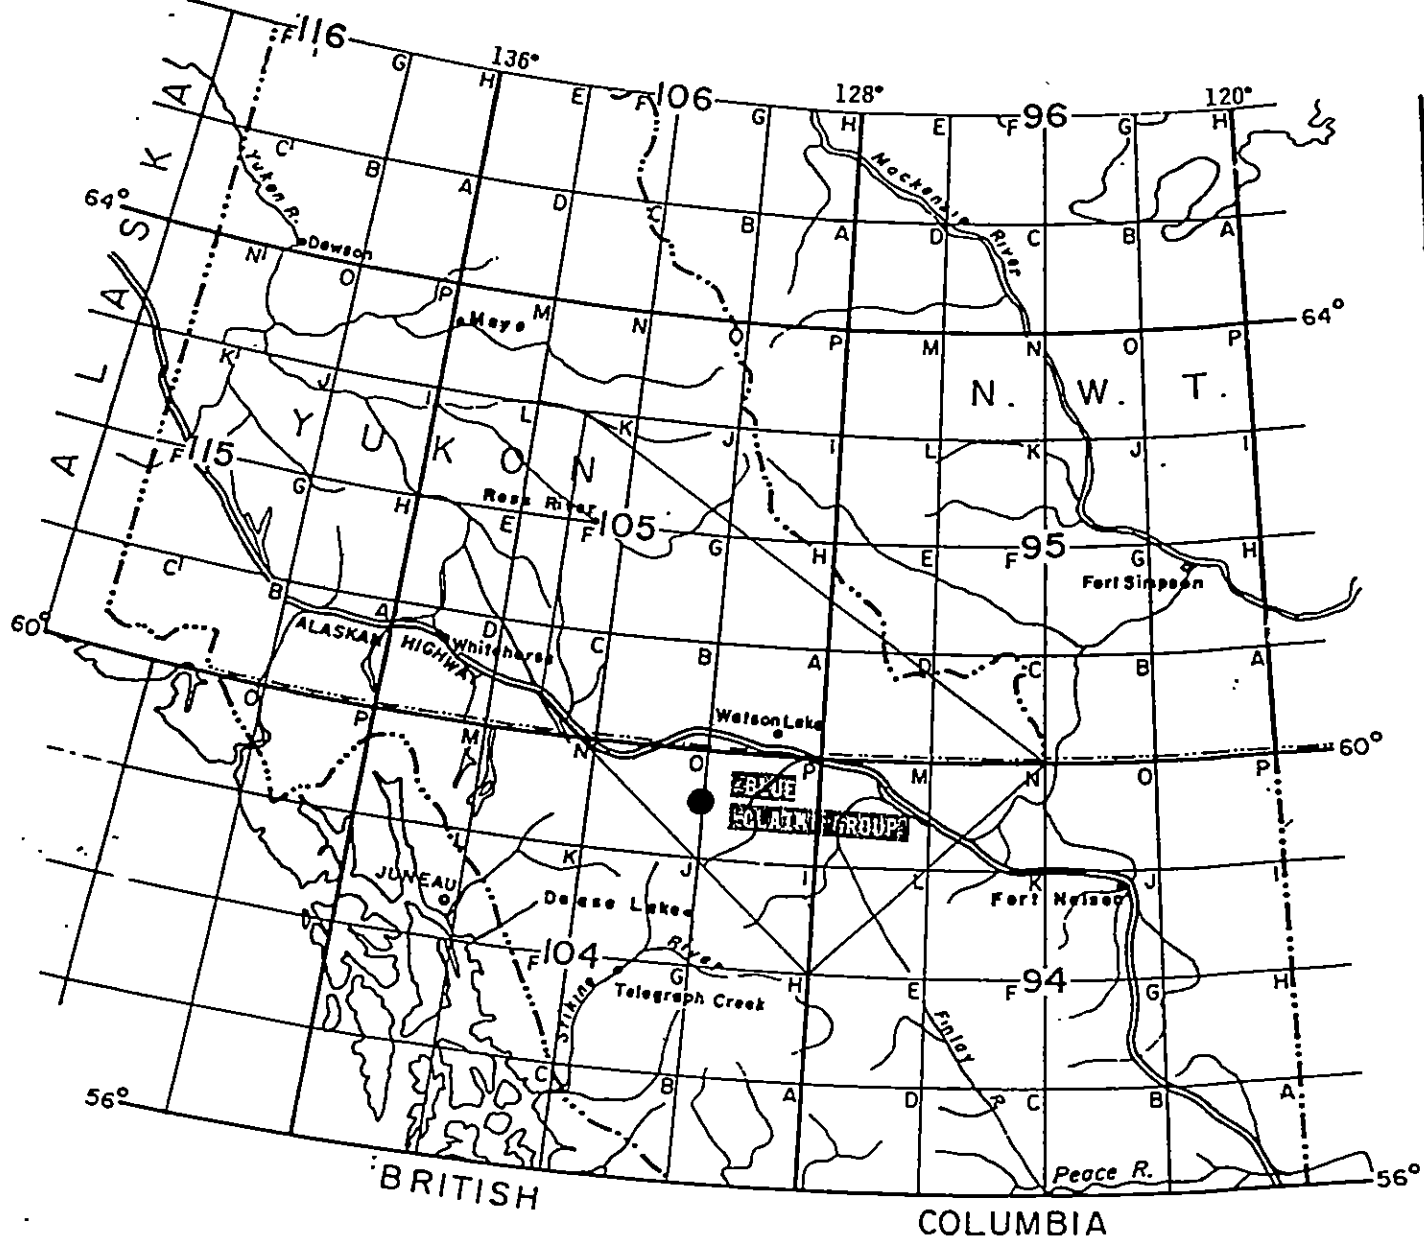 116
136°
106
128°
96
120°
F G H E F G H E F G H
C B A D C B A D C B A
Yukon R.
Mackenzie River
64°
Dawson
N O P M N O P M N O P
Mayo
64°
ALASKA
K J I L K J I L K J I
YUKON
N. W. T.
115
Ross River
105
95
F G H E F G H E F G H
Fort Simpson
C B A D C B A D C B A
60°
ALASKAN HIGHWAY
Whitehorse
Watson Lake
60°
O P M N O P M N O P
BLUE
CLAIM GROUP
L K J I L K J I
JUNEAU
Dease Lake
Fort Nelson
104
94
F G H E F G H
Stikine River
Telegraph Creek
Finlay R.
C B A D C B A
56°
Peace R.
56°
BRITISH
COLUMBIA